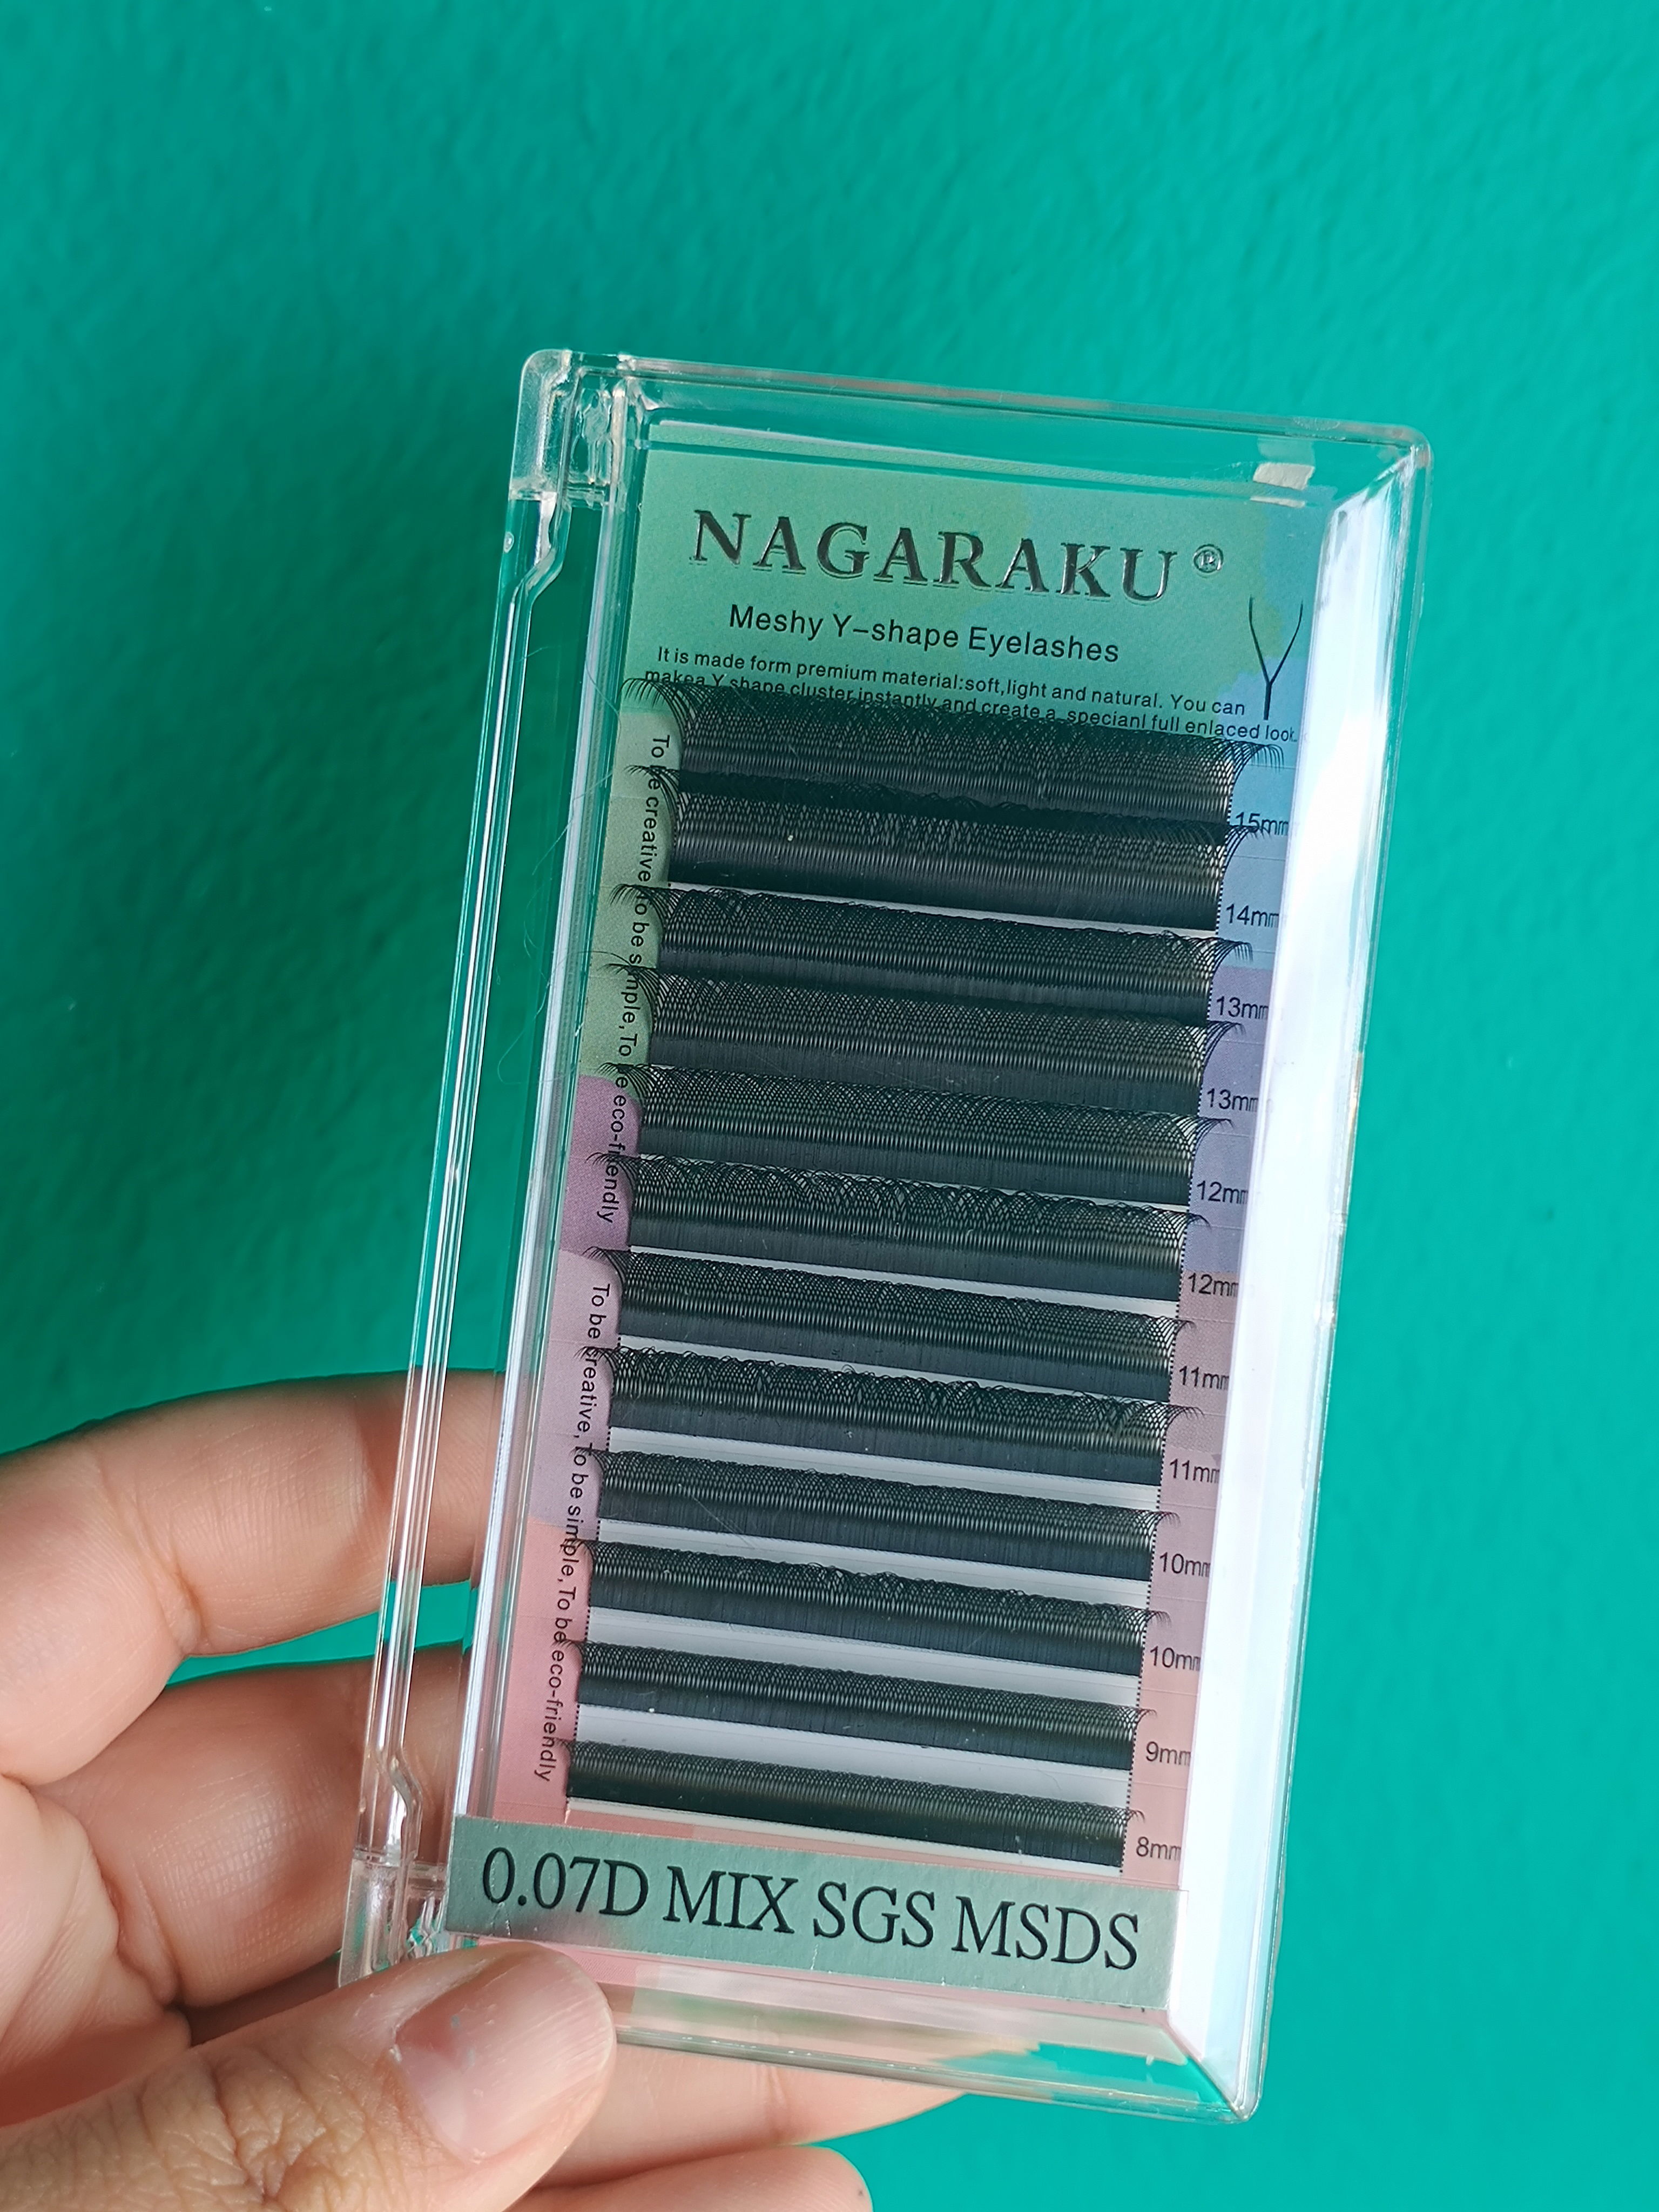 NAGARAKU®
Meshy Y-shape Eyelashes
It is made form premium material:soft,light and natural. You can
makea Y shape cluster instantly and create a specianl full enlaced look.
To be creative,To be simple,To be eco-friendly
To be creative,To be simple,To be eco-friendly
15mm
14mm
13mm
13mm
12mm
12mm
11mm
11mm
10mm
10mm
9mm
8mm
0.07D MIX SGS MSDS